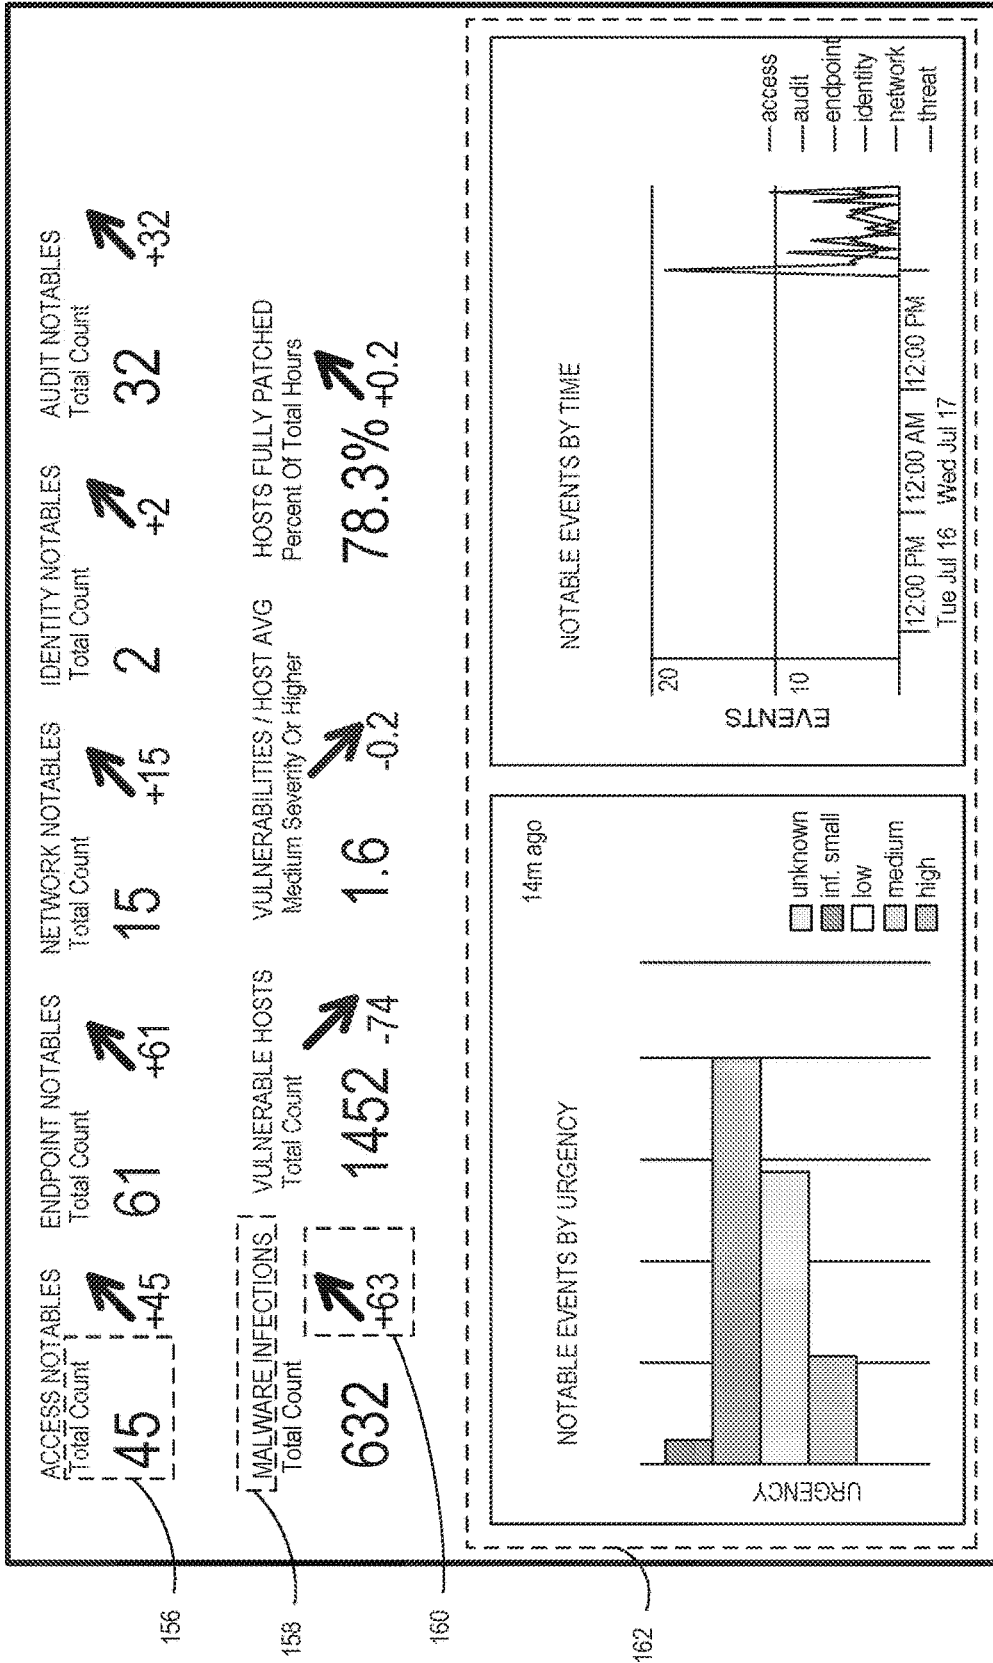 ACCESS NOTABLES
Total Count
45
+45
ENDPOINT NOTABLES
Total Count
61
+61
NETWORK NOTABLES
Total Count
15
+15
IDENTITY NOTABLES
Total Count
2
+2
AUDIT NOTABLES
Total Count
32
+32
MALWARE INFECTIONS
Total Count
632
+63
VULNERABLE HOSTS
Total Count
1452
-74
VULNERABILITIES / HOST AVG
Medium Severity Or Higher
1.6
-0.2
HOSTS FULLY PATCHED
Percent Of Total Hours
78.3%
+0.2
156
158
160
162
NOTABLE EVENTS BY URGENCY
14m ago
URGENCY
unknown
inf. small
low
medium
high
NOTABLE EVENTS BY TIME
EVENTS
20
10
12:00 PM
12:00 AM
12:00 PM
Tue Jul 16
Wed Jul 17
access
audit
endpoint
identity
network
threat